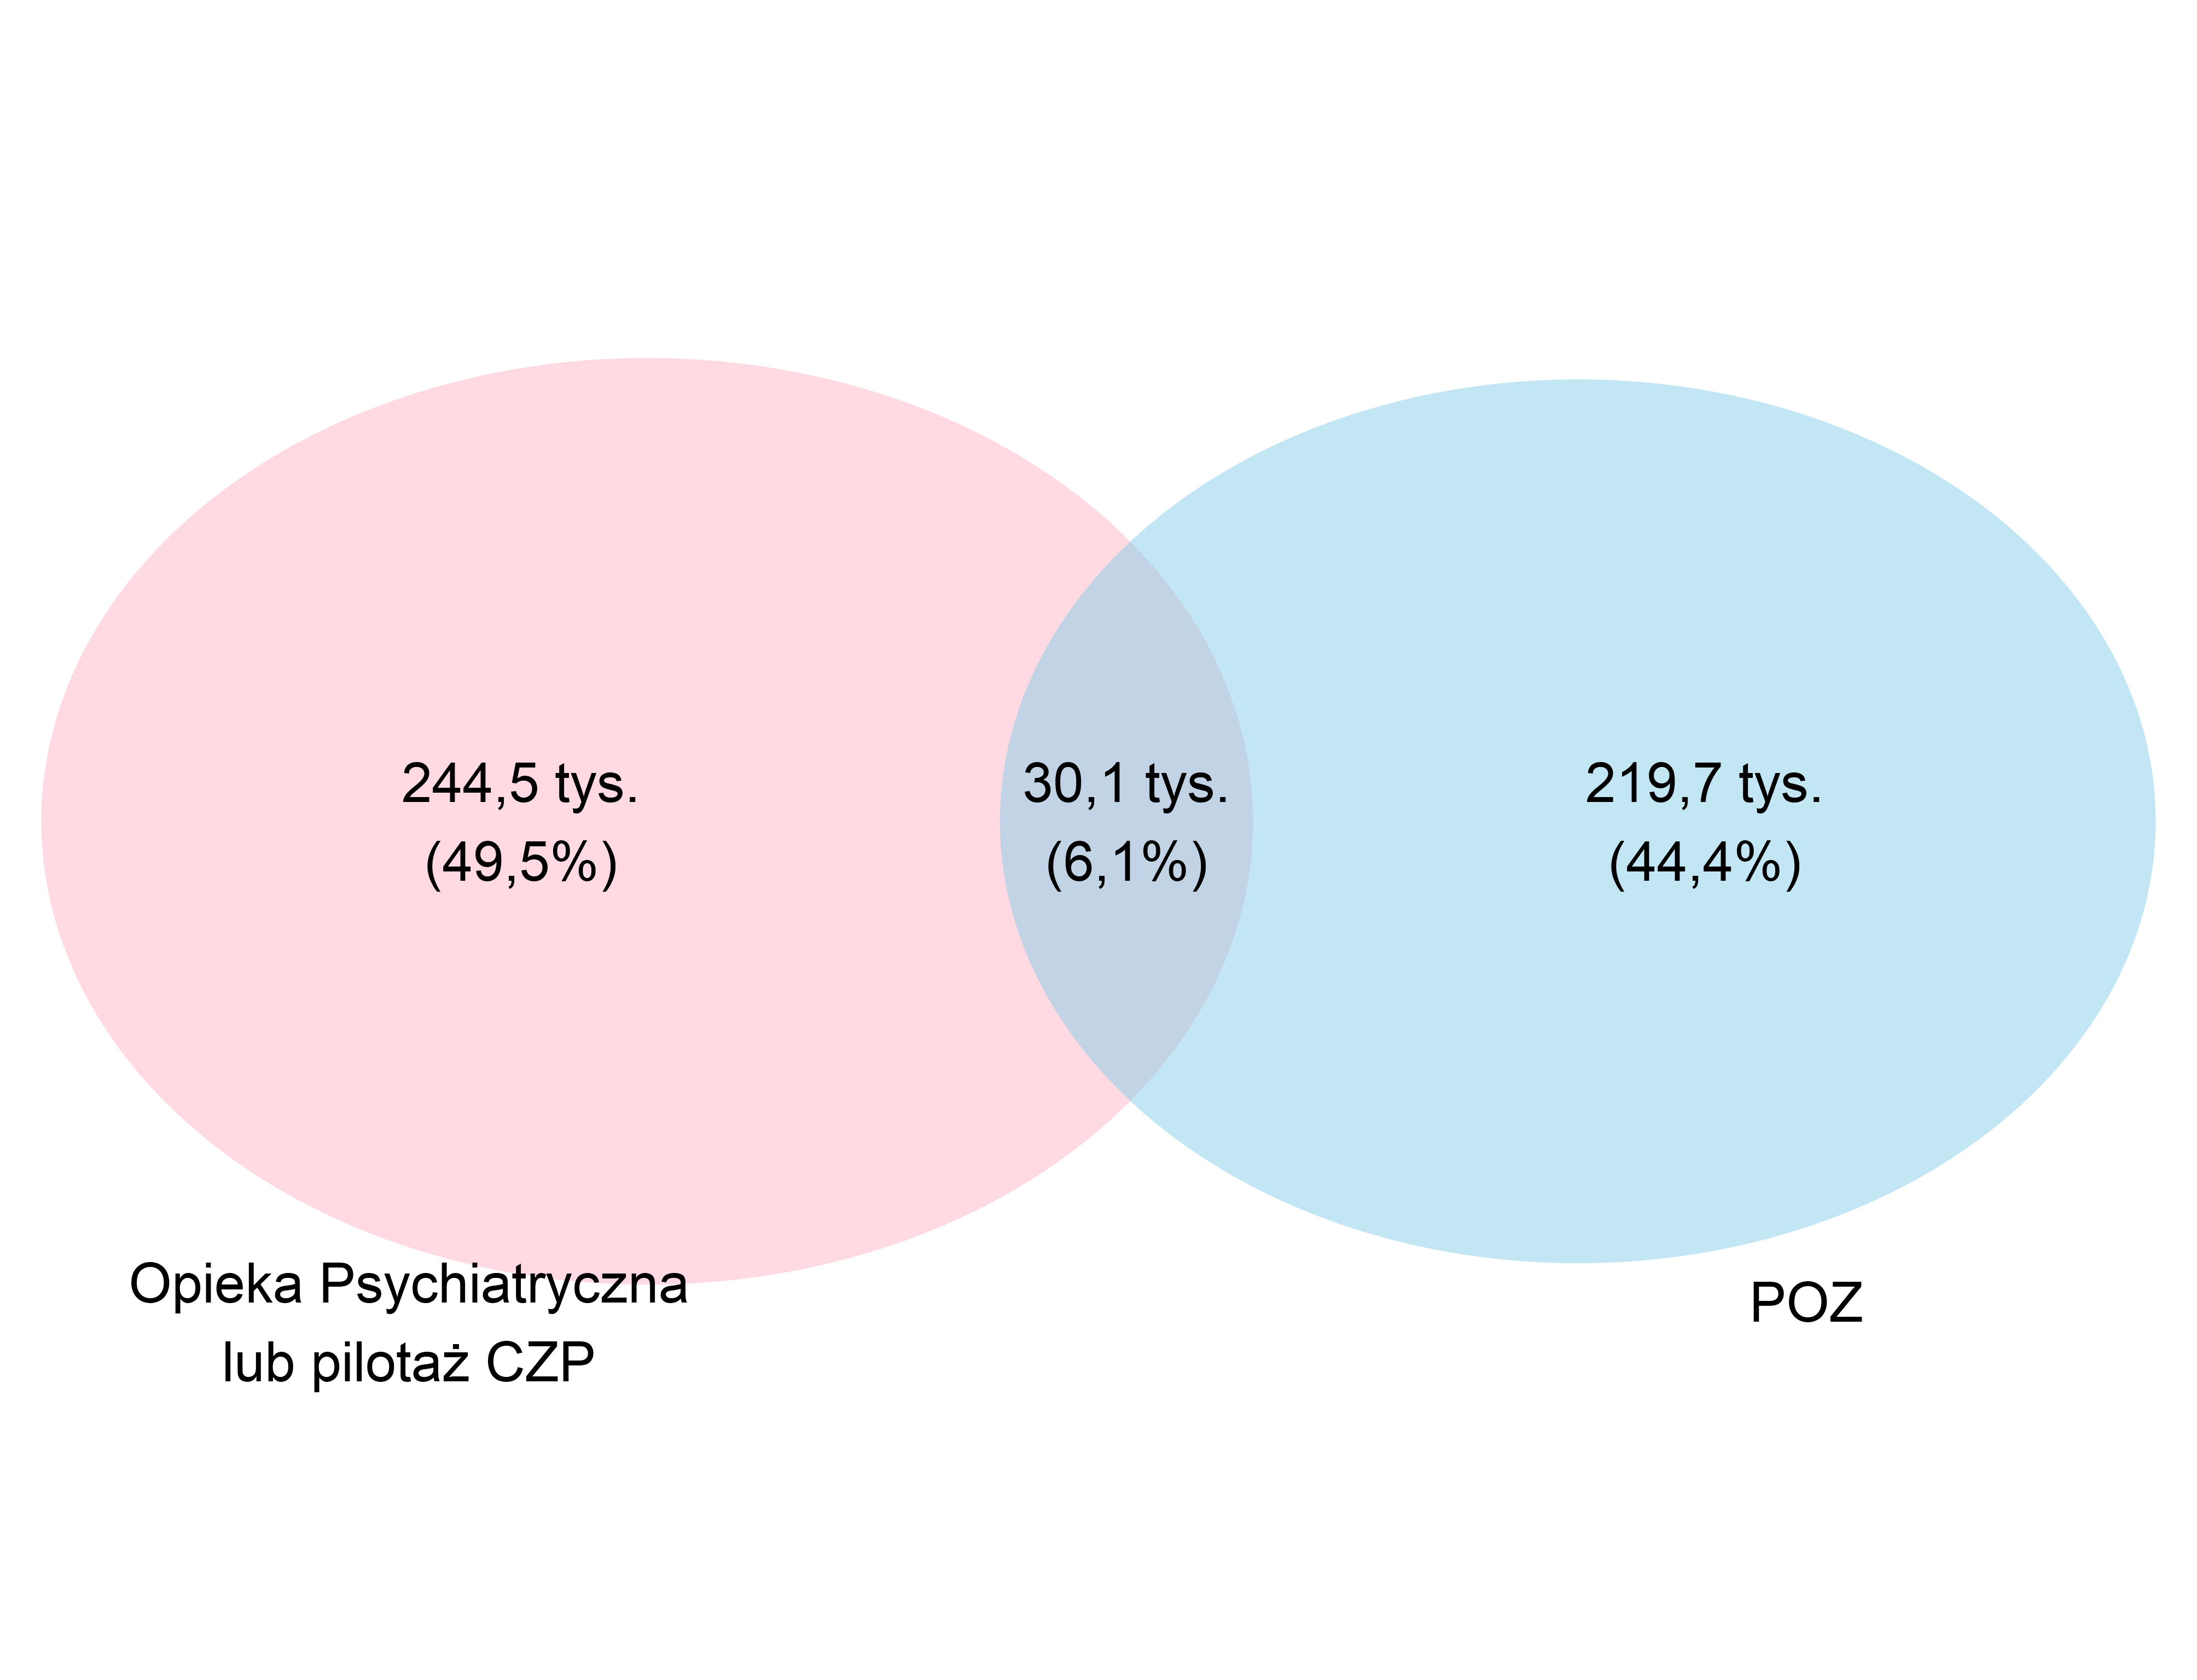 244,5 tys.
(49,5%)
30,1 tys.
(6,1%)
219,7 tys.
(44,4%)
Opieka Psychiatryczna
lub pilotaż CZP
POZ